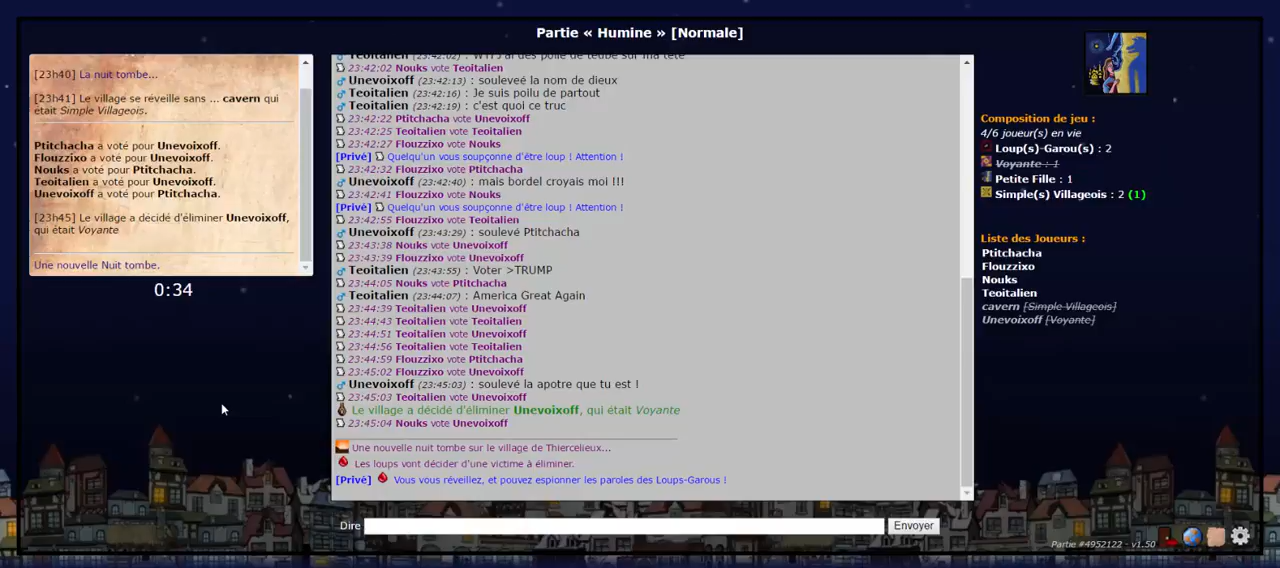 Partie « Humine » [Normale]
[23h40] La nuit tombe...
[23h41] Le village se réveille sans ... cavern qui
était Simple Villageois.
Ptitchacha a voté pour Unevoixoff.
Flouzzixo a voté pour Unevoixoff.
Nouks a voté pour Ptitchacha.
Teoitalien a voté pour Unevoixoff.
Unevoixoff a voté pour Ptitchacha.
[23h45] Le village a décidé d'éliminer Unevoixoff,
qui était Voyante
Une nouvelle Nuit tombe.
0:34
23:42:02 Nouks vote Teoitalien
Unevoixoff (23:42:13) : souleveé la nom de dieux
Teoitalien (23:42:16) : Je suis poilu de partout
Teoitalien (23:42:19) : c'est quoi ce truc
23:42:22 Ptitchacha vote Unevoixoff
23:42:25 Teoitalien vote Teoitalien
23:42:27 Flouzzixo vote Nouks
[Privé] Quelqu'un vous soupçonne d'être loup ! Attention !
23:42:32 Flouzzixo vote Ptitchacha
Unevoixoff (23:42:40) : mais bordel croyais moi !!!
23:42:41 Flouzzixo vote Nouks
[Privé] Quelqu'un vous soupçonne d'être loup ! Attention !
23:42:55 Flouzzixo vote Teoitalien
Unevoixoff (23:43:29) : soulevé Ptitchacha
23:43:38 Nouks vote Unevoixoff
23:43:39 Flouzzixo vote Unevoixoff
Teoitalien (23:43:55) : Voter >TRUMP
23:44:05 Nouks vote Ptitchacha
Teoitalien (23:44:07) : America Great Again
23:44:39 Teoitalien vote Unevoixoff
23:44:43 Teoitalien vote Teoitalien
23:44:51 Teoitalien vote Unevoixoff
23:44:56 Teoitalien vote Teoitalien
23:44:59 Flouzzixo vote Ptitchacha
23:45:02 Flouzzixo vote Unevoixoff
Unevoixoff (23:45:03) : soulevé la apotre que tu est !
23:45:03 Teoitalien vote Unevoixoff
Le village a décidé d'éliminer Unevoixoff, qui était Voyante
23:45:04 Nouks vote Unevoixoff
Une nouvelle nuit tombe sur le village de Thiercelieux...
Les loups vont décider d'une victime à éliminer.
[Privé] Vous vous réveillez, et pouvez espionner les paroles des Loups-Garous !
Dire
Envoyer
Composition de jeu :
4/6 joueur(s) en vie
Loup(s)-Garou(s) : 2
Voyante : 1
Petite Fille : 1
Simple(s) Villageois : 2 (1)
Liste des Joueurs :
Ptitchacha
Flouzzixo
Nouks
Teoitalien
cavern [Simple Villageois]
Unevoixoff [Voyante]
Partie #4952122 - v1.50